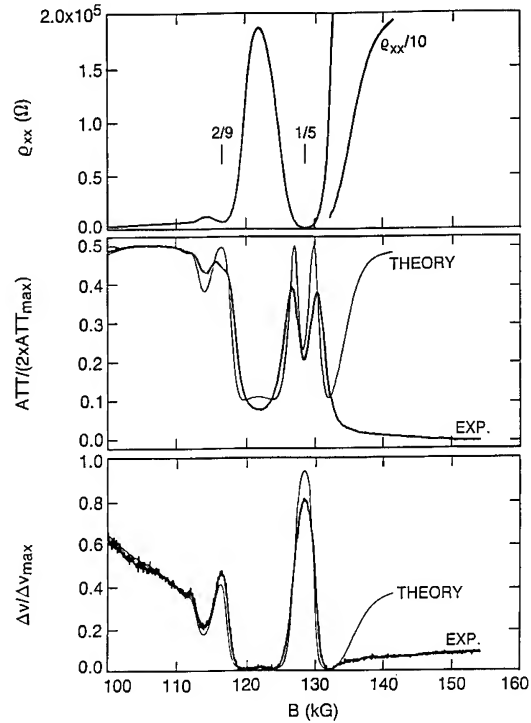 2.0x10⁵
1.5
1.0
0.5
0.0
ϱxx (Ω)
ϱxx/10
2/9
1/5
0.5
0.4
0.3
0.2
0.1
0.0
ATT/(2xATTmax)
THEORY
EXP.
1.0
0.8
0.6
0.4
0.2
0.0
Δv/Δvmax
THEORY
EXP.
100 110 120 130 140 150 160
B (kG)